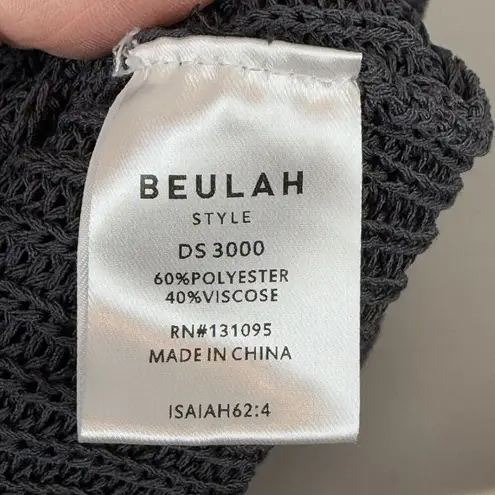 BEULAH
STYLE
DS 3000
60%POLYESTER
40%VISCOSE
RN#131095
MADE IN CHINA
ISAIAH62:4